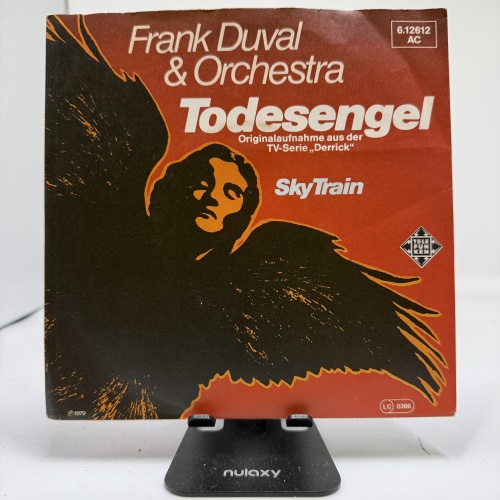 Frank Duval
& Orchestra
6.12612
AC
Todesengel
Originalaufnahme aus der
TV-Serie „Derrick“
SkyTrain
TELE
FUN
KEN
℗1979
LC 0366
nulaxy